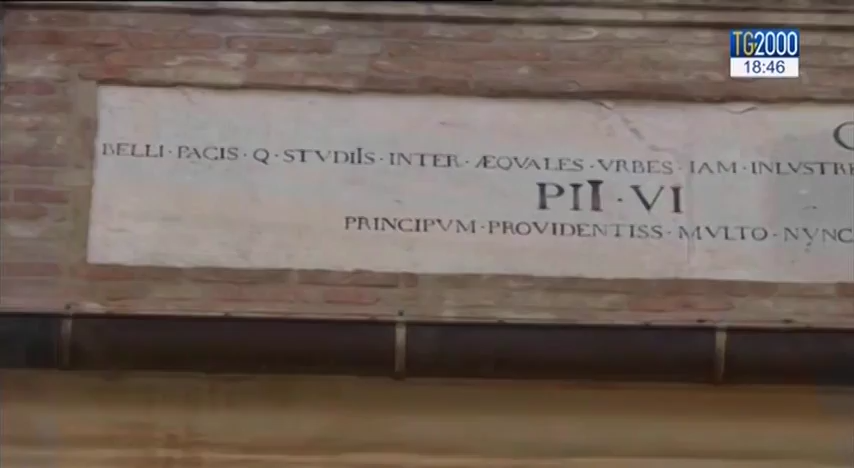 TG2000
18:46
C
BELLI·PACIS·Q·STVDIIS·INTER·ÆQVALES·VRBES·IAM·INLVSTRE
PII·VI
PRINCIPVM·PROVIDENTISS·MVLTO·NVNC